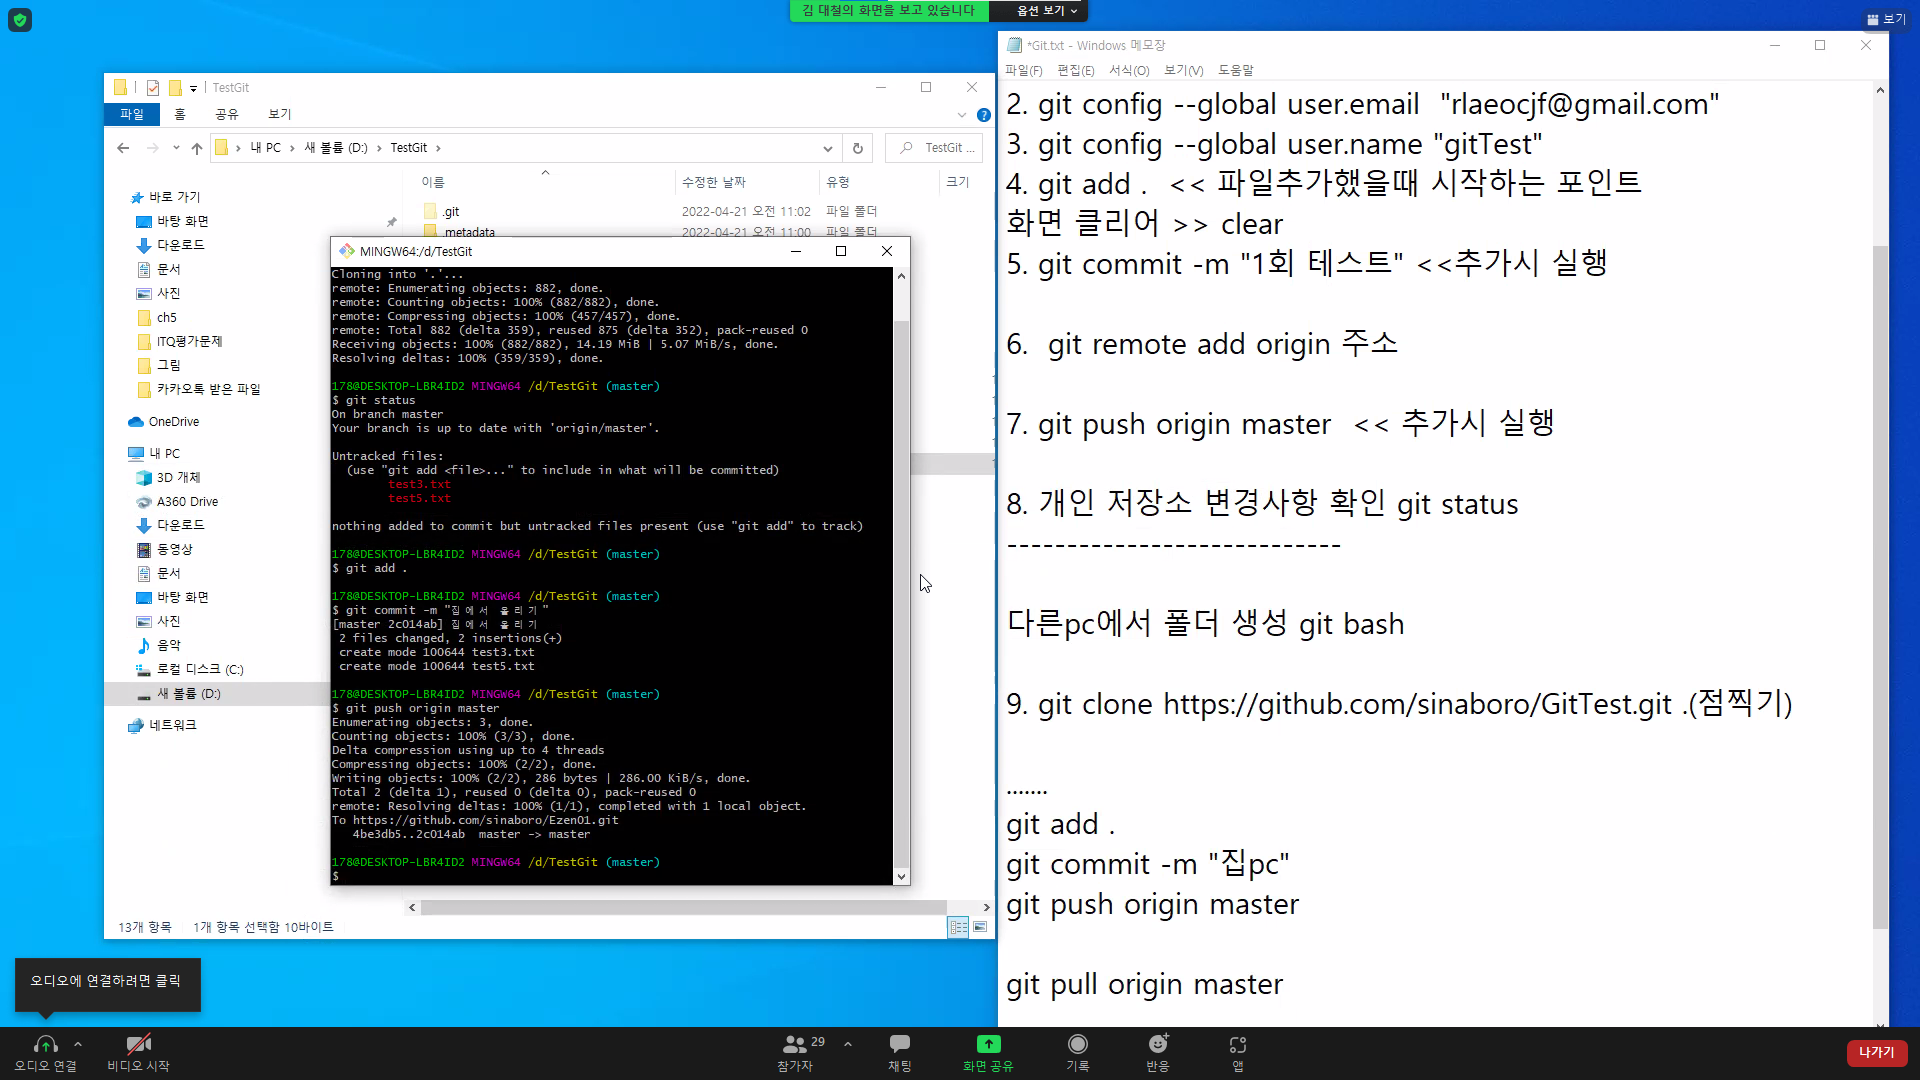 김 대철의 화면을 보고 있습니다
옵션 보기
보기
TestGit
파일
홈
공유
보기
내 PC
새 볼륨 (D:)
TestGit
TestGit ...
이름
수정한 날짜
유형
크기
.git
2022-04-21 오전 11:02
파일 폴더
.metadata
2022-04-21 오전 11:00
파일 폴더
바로 가기
바탕 화면
다운로드
문서
사진
ch5
ITQ평가문제
그림
카카오톡 받은 파일
OneDrive
내 PC
3D 개체
A360 Drive
다운로드
동영상
문서
바탕 화면
사진
음악
로컬 디스크 (C:)
새 볼륨 (D:)
네트워크
13개 항목
1개 항목 선택함 10바이트
MINGW64:/d/TestGit
Cloning into '.'...
remote: Enumerating objects: 882, done.
remote: Counting objects: 100% (882/882), done.
remote: Compressing objects: 100% (457/457), done.
remote: Total 882 (delta 359), reused 875 (delta 352), pack-reused 0
Receiving objects: 100% (882/882), 14.19 MiB | 5.07 MiB/s, done.
Resolving deltas: 100% (359/359), done.
178@DESKTOP-LBR4ID2 MINGW64 /d/TestGit (master)
$ git status
On branch master
Your branch is up to date with 'origin/master'.
Untracked files:
(use "git add <file>..." to include in what will be committed)
test3.txt
test5.txt
nothing added to commit but untracked files present (use "git add" to track)
178@DESKTOP-LBR4ID2 MINGW64 /d/TestGit (master)
$ git add .
178@DESKTOP-LBR4ID2 MINGW64 /d/TestGit (master)
$ git commit -m "집에서 올리기"
[master 2c014ab] 집에서 올리기
2 files changed, 2 insertions(+)
create mode 100644 test3.txt
create mode 100644 test5.txt
178@DESKTOP-LBR4ID2 MINGW64 /d/TestGit (master)
$ git push origin master
Enumerating objects: 3, done.
Counting objects: 100% (3/3), done.
Delta compression using up to 4 threads
Compressing objects: 100% (2/2), done.
Writing objects: 100% (2/2), 286 bytes | 286.00 KiB/s, done.
Total 2 (delta 1), reused 0 (delta 0), pack-reused 0
remote: Resolving deltas: 100% (1/1), completed with 1 local object.
To https://github.com/sinaboro/Ezen01.git
4be3db5..2c014ab master -> master
178@DESKTOP-LBR4ID2 MINGW64 /d/TestGit (master)
$
*Git.txt - Windows 메모장
파일(F) 편집(E) 서식(O) 보기(V) 도움말
2. git config --global user.email "rlaeocjf@gmail.com"
3. git config --global user.name "gitTest"
4. git add . << 파일추가했을때 시작하는 포인트
화면 클리어 >> clear
5. git commit -m "1회 테스트" <<추가시 실행
6. git remote add origin 주소
7. git push origin master << 추가시 실행
8. 개인 저장소 변경사항 확인 git status
----------------------------
다른pc에서 폴더 생성 git bash
9. git clone https://github.com/sinaboro/GitTest.git .(점찍기)
.......
git add .
git commit -m "집pc"
git push origin master
git pull origin master
오디오에 연결하려면 클릭
오디오 연결
비디오 시작
29
참가자
채팅
화면 공유
기록
반응
앱
나가기